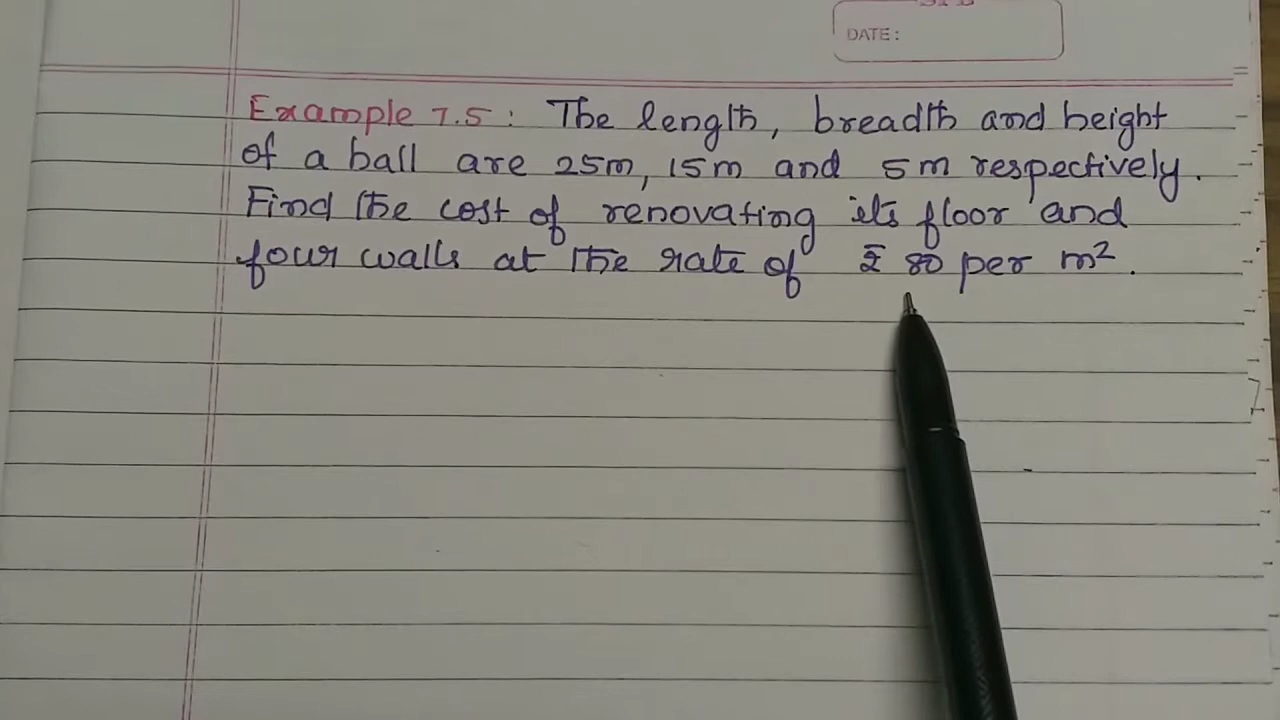 DATE:
Example 7.5: The length, breadth and height
of a ball are 25m, 15m and 5m respectively.
Find the cost of renovating its floor and
four walls at the rate of ₹ 80 per m².